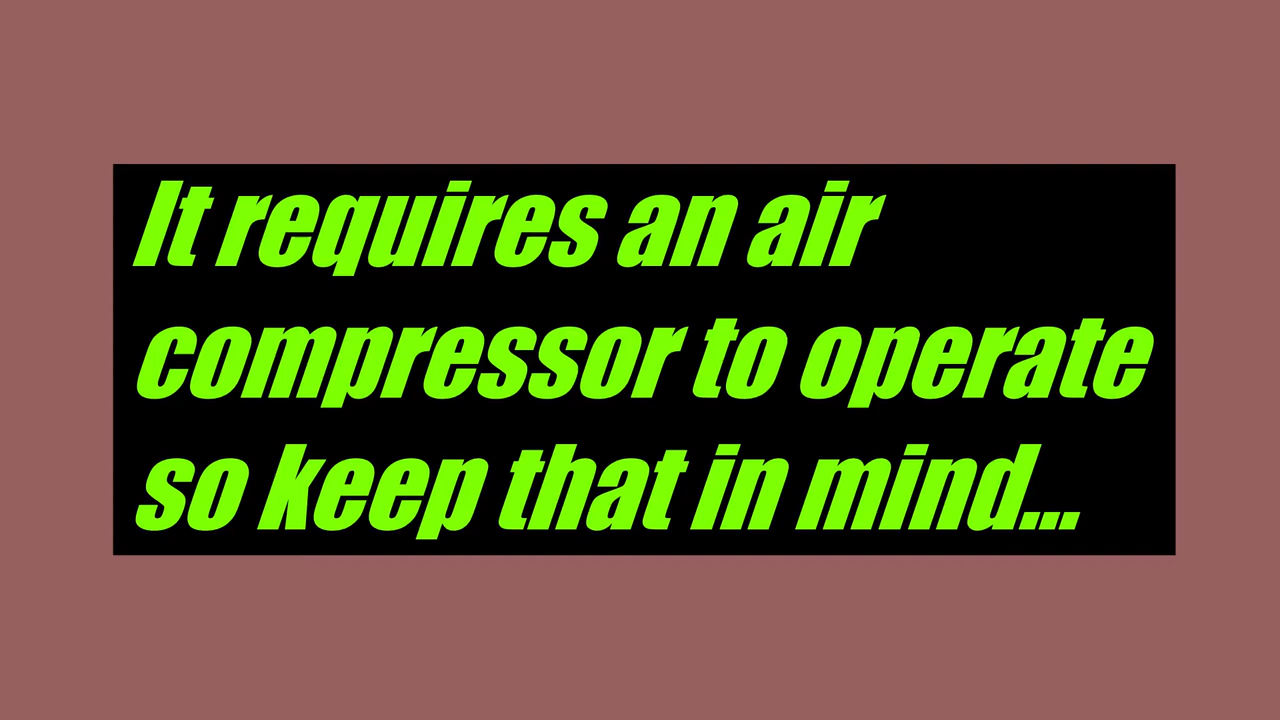 It requires an air
compressor to operate
so keep that in mind...